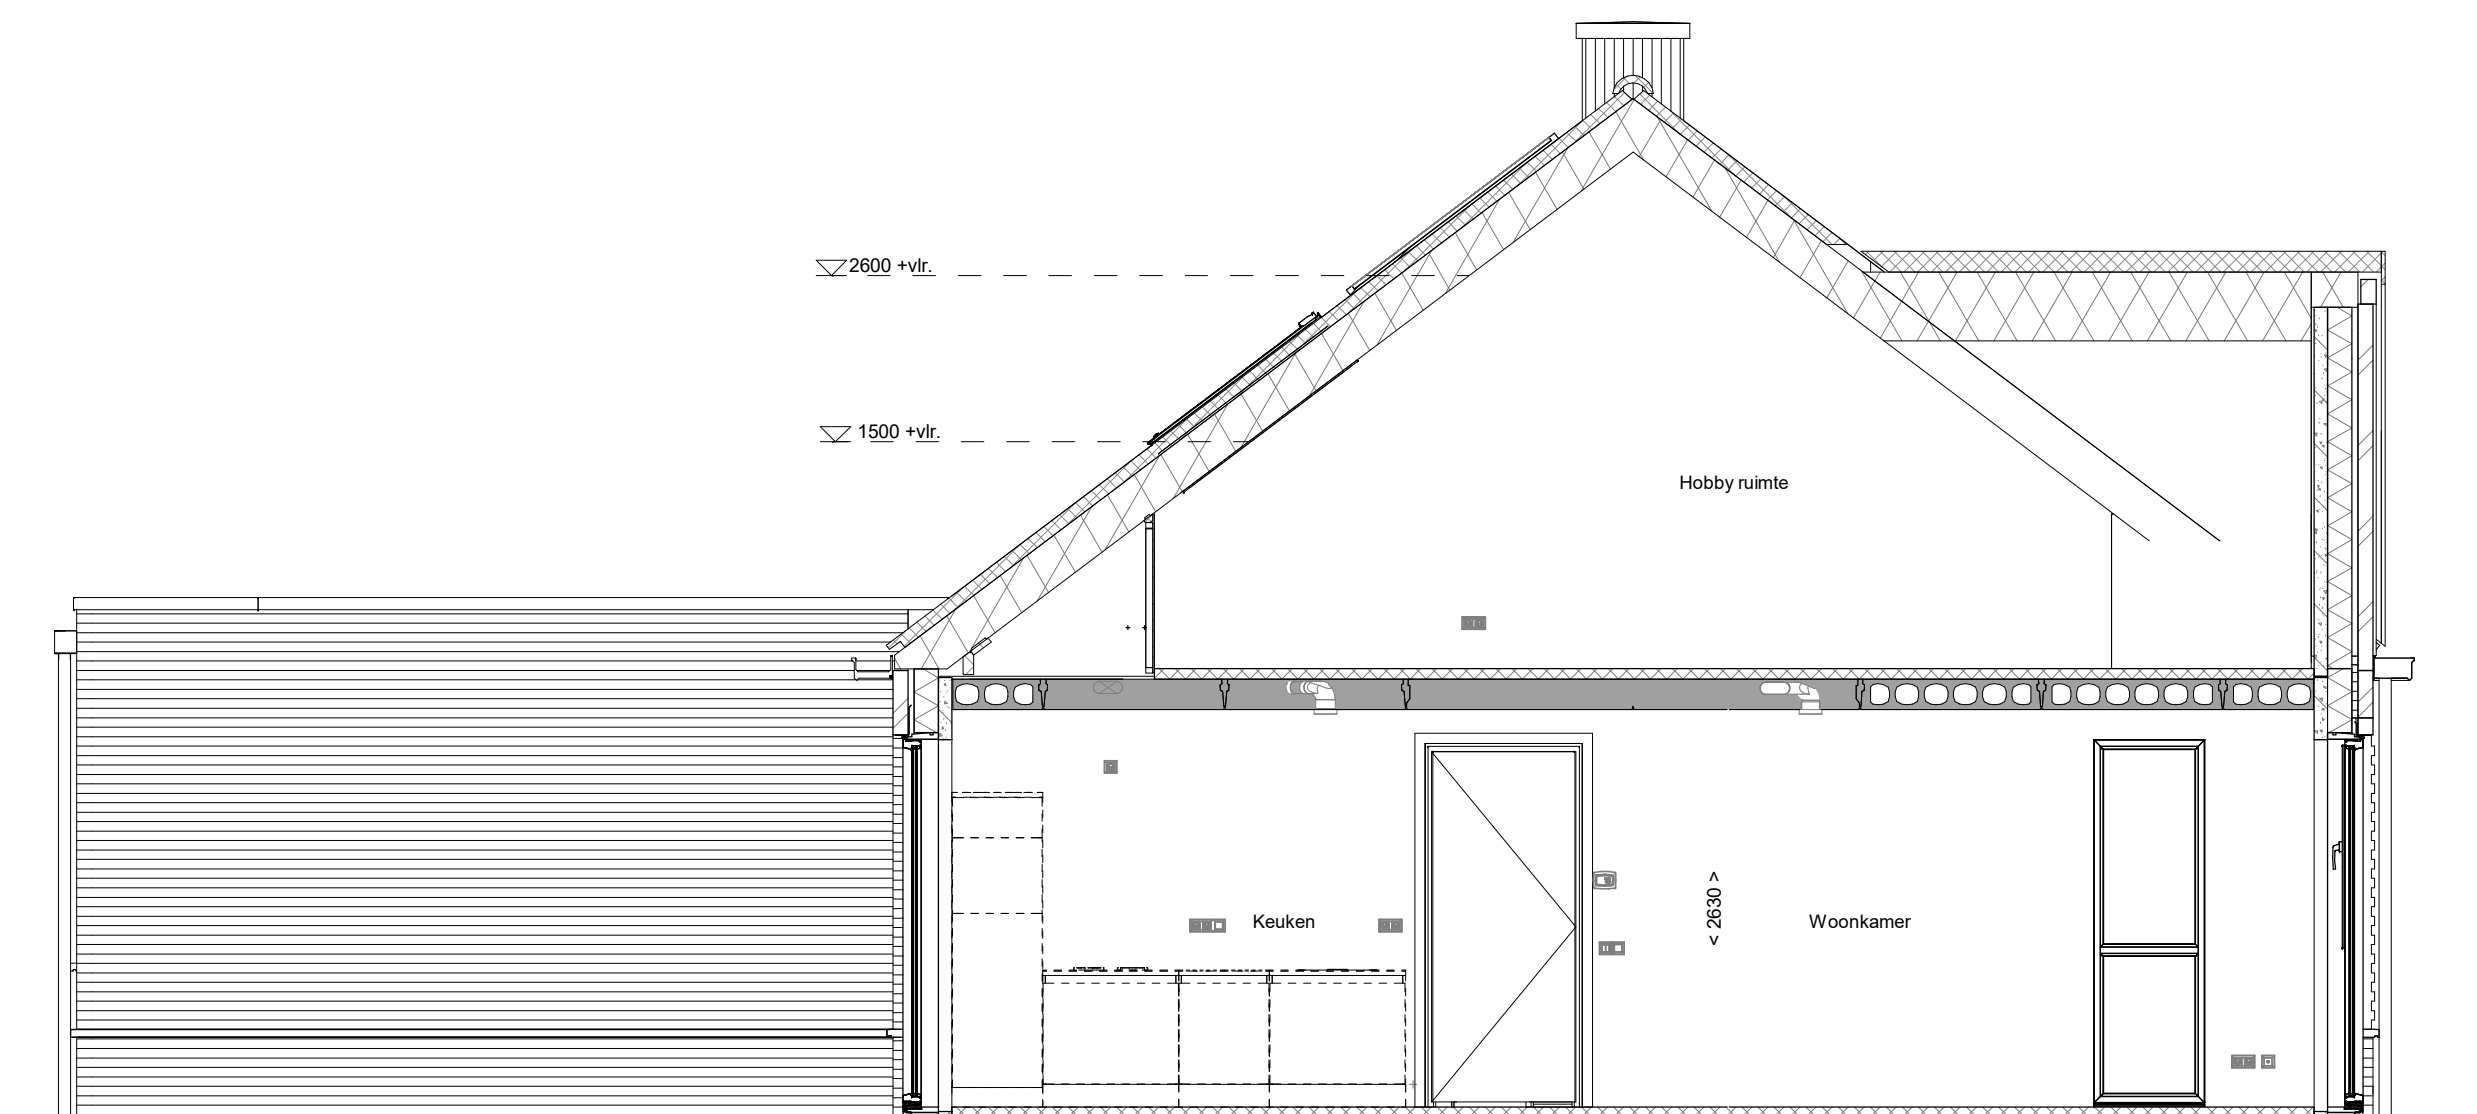 2600 +vlr.
1500 +vlr.
Hobby ruimte
Keuken
< 2630 >
Woonkamer